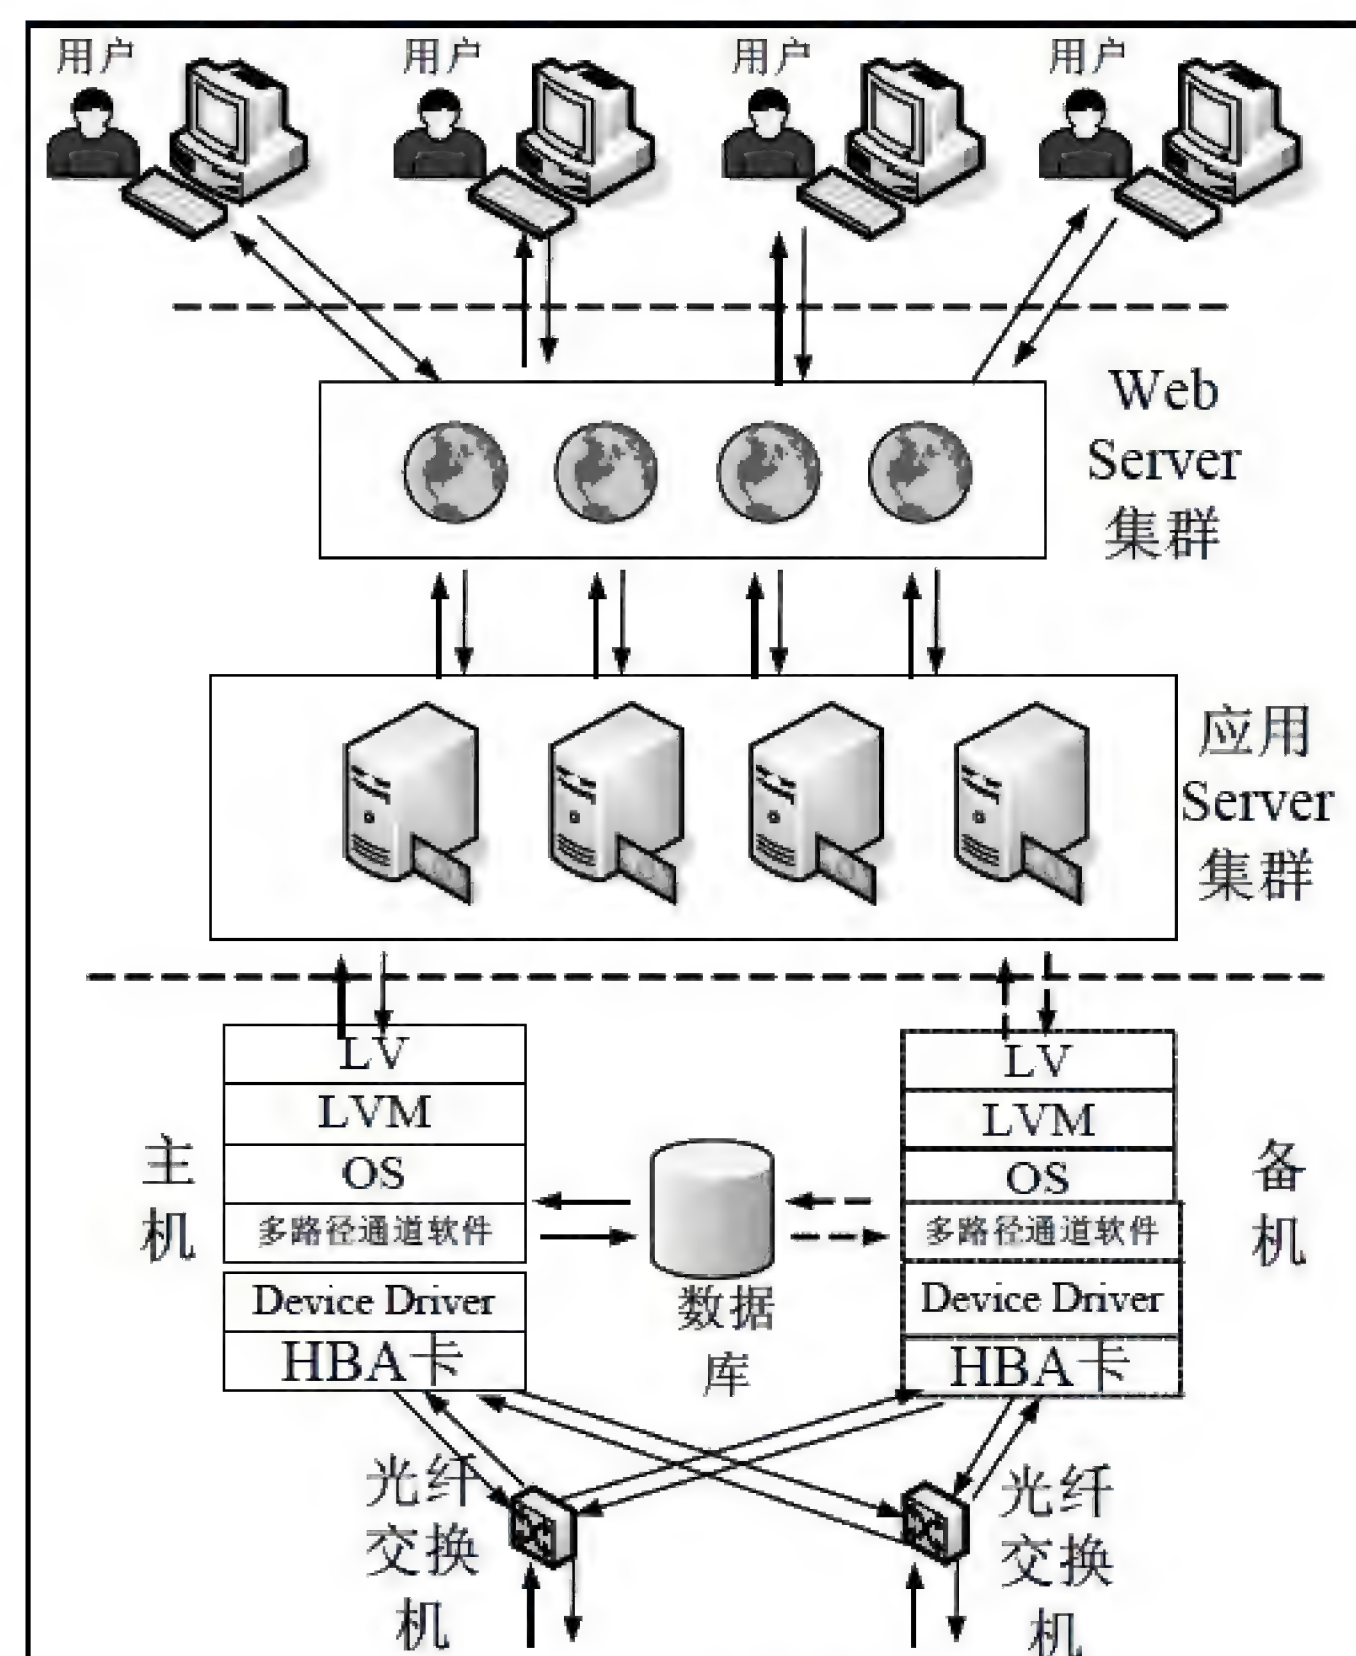 用户
用户
用户
用户
Web
Server
集群
应用
Server
集群
主
机
LV
LVM
OS
多路径通道软件
Device Driver
HBA卡
数据
库
LV
LVM
OS
多路径通道软件
Device Driver
HBA卡
备
机
光纤
交换
机
光纤
交换
机